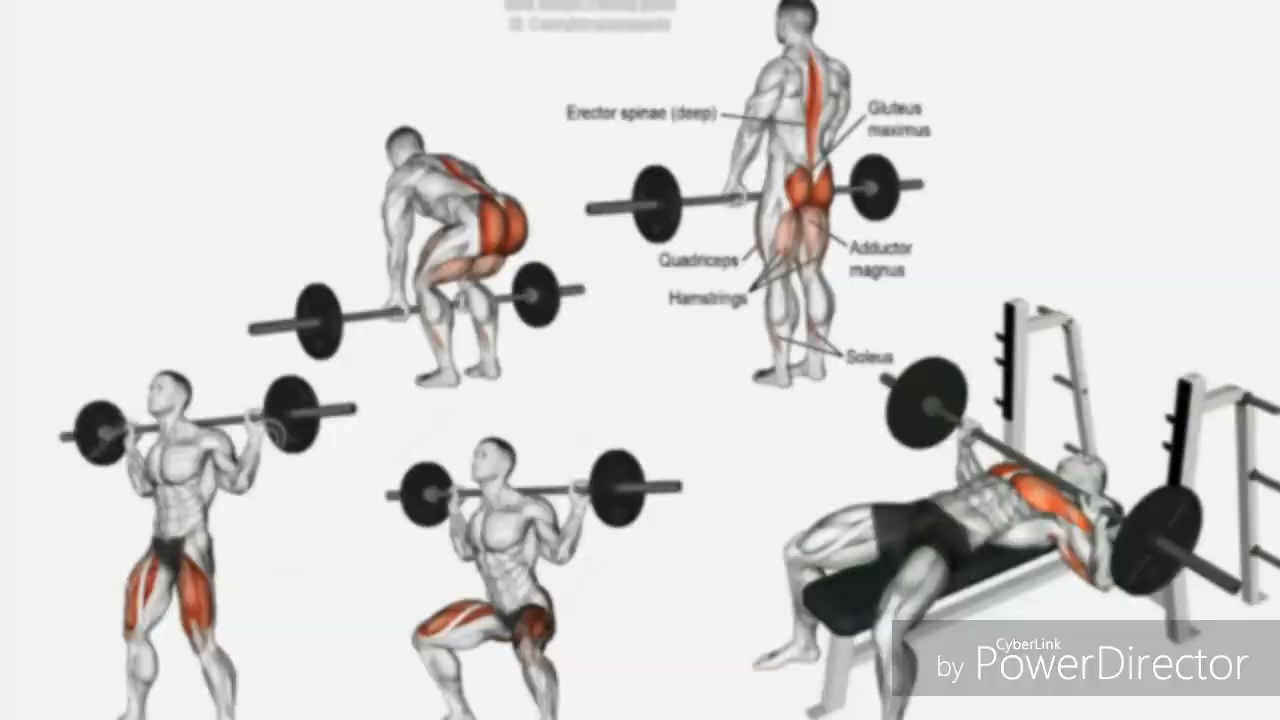 Erector spinae (deep)
Gluteus
maximus
Quadriceps
Adductor
magnus
Hamstrings
Soleus
CyberLink
by PowerDirector